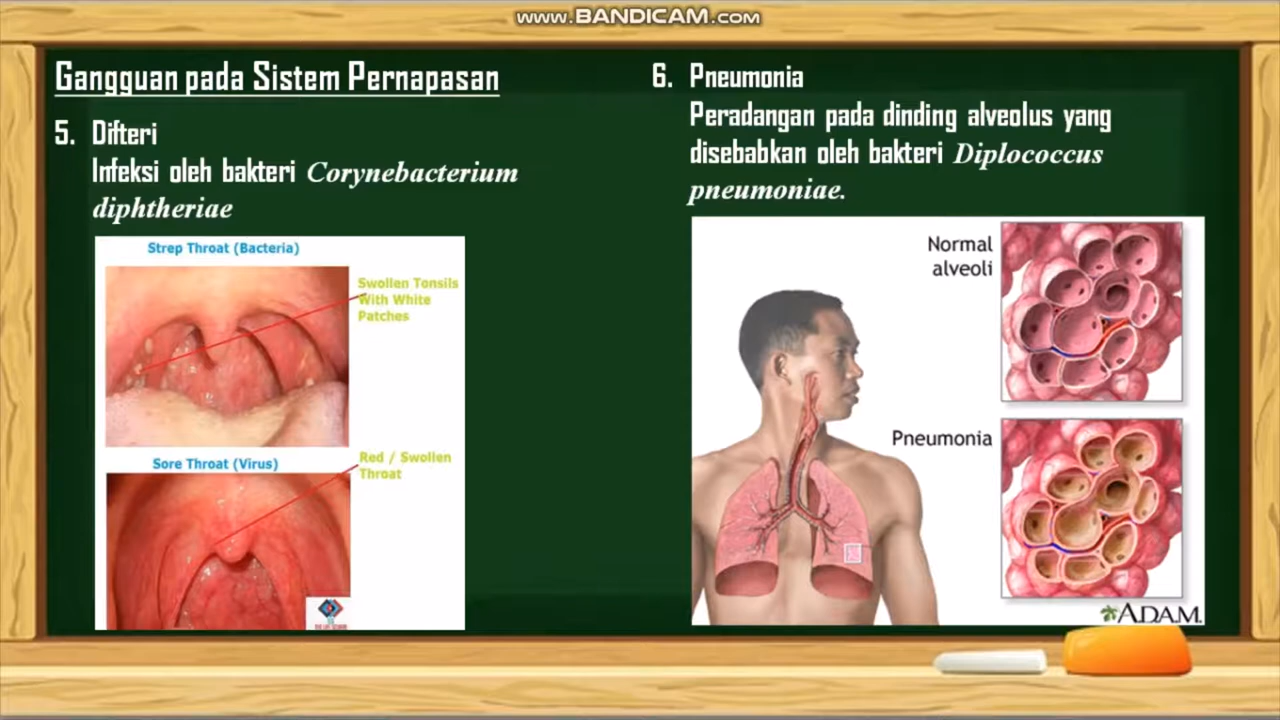 www.BANDICAM.com
Gangguan pada Sistem Pernapasan
5. Difteri
Infeksi oleh bakteri Corynebacterium
diphtheriae
Strep Throat (Bacteria)
Swollen Tonsils
With White
Patches
Sore Throat (Virus)
Red / Swollen
Throat
6. Pneumonia
Peradangan pada dinding alveolus yang
disebabkan oleh bakteri Diplococcus
pneumoniae.
Normal
alveoli
Pneumonia
ADAM.